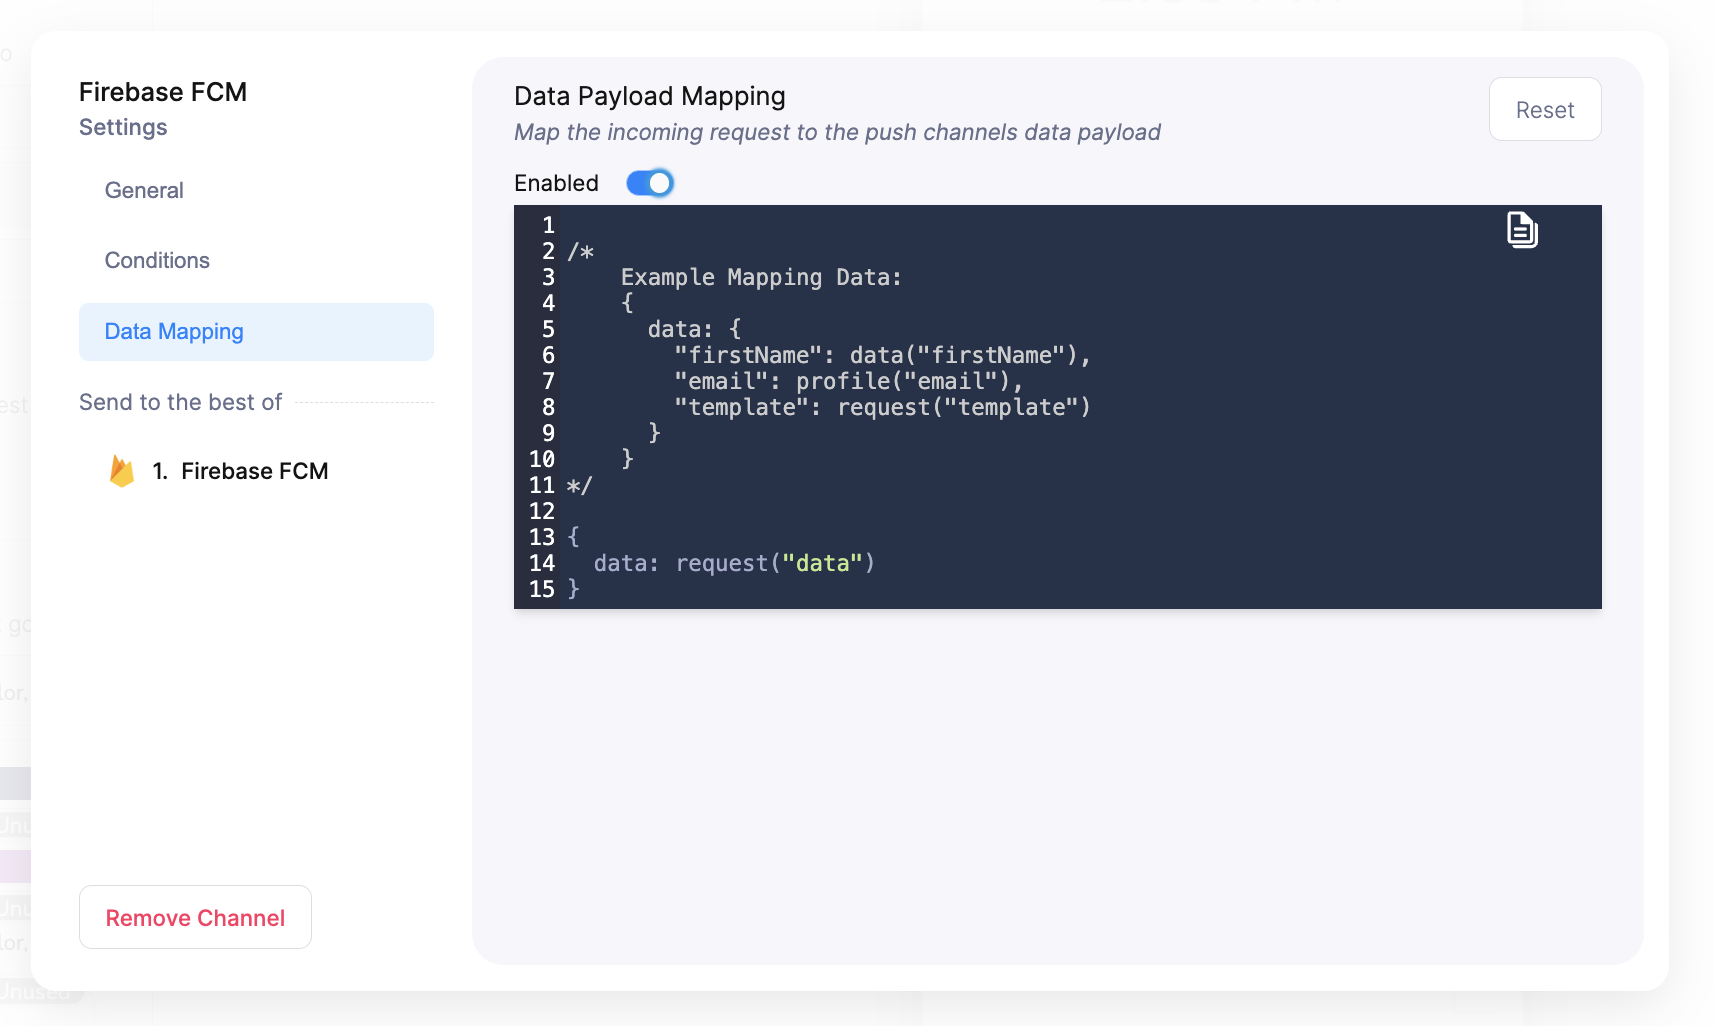 Firebase FCM
Settings
General
Conditions
Data Mapping
Send to the best of
1. Firebase FCM
Remove Channel
Data Payload Mapping
Map the incoming request to the push channels data payload
Reset
Enabled
1
2 /*
3 Example Mapping Data:
4 {
5 data: {
6 "firstName": data("firstName"),
7 "email": profile("email"),
8 "template": request("template")
9 }
10 }
11 */
12
13 {
14 data: request("data")
15 }
Unused